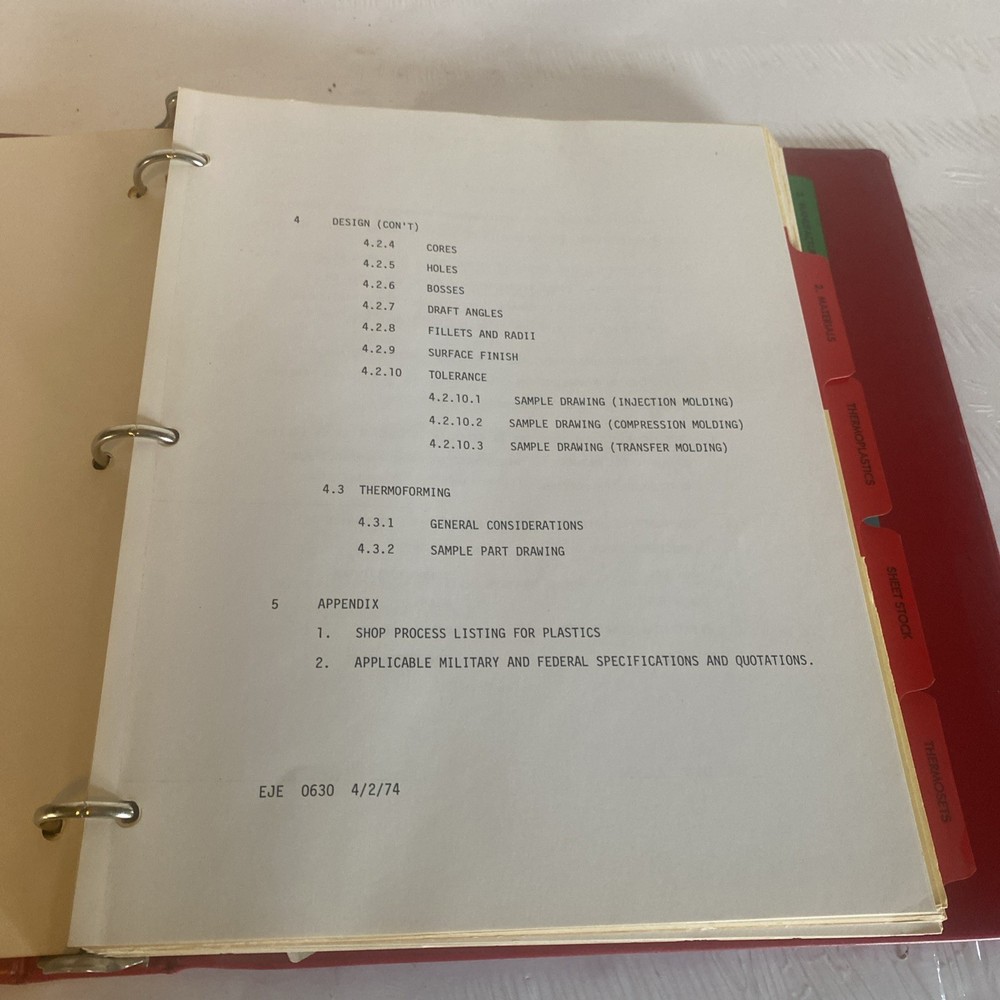 4 DESIGN (CON'T)
4.2.4 CORES
4.2.5 HOLES
4.2.6 BOSSES
4.2.7 DRAFT ANGLES
4.2.8 FILLETS AND RADII
4.2.9 SURFACE FINISH
4.2.10 TOLERANCE
4.2.10.1 SAMPLE DRAWING (INJECTION MOLDING)
4.2.10.2 SAMPLE DRAWING (COMPRESSION MOLDING)
4.2.10.3 SAMPLE DRAWING (TRANSFER MOLDING)
4.3 THERMOFORMING
4.3.1 GENERAL CONSIDERATIONS
4.3.2 SAMPLE PART DRAWING
5 APPENDIX
1. SHOP PROCESS LISTING FOR PLASTICS
2. APPLICABLE MILITARY AND FEDERAL SPECIFICATIONS AND QUOTATIONS.
EJE 0630 4/2/74
MATERIALS
THERMOPLASTICS
SHEET STOCK
THERMOSETS